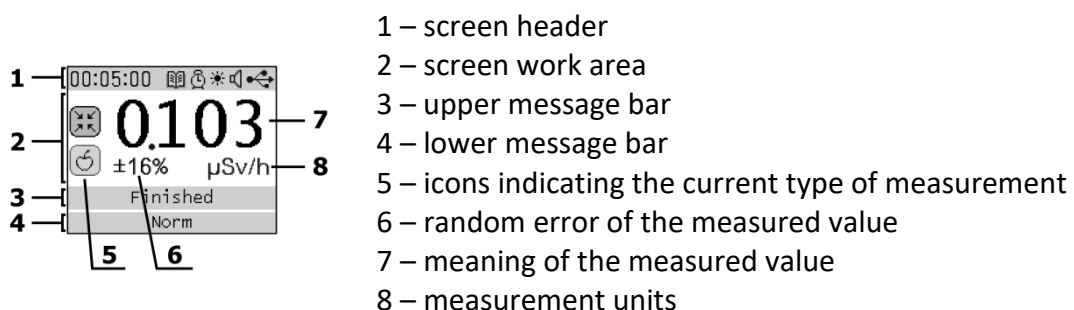 1 – screen header
2 – screen work area
3 – upper message bar
4 – lower message bar
5 – icons indicating the current type of measurement
6 – random error of the measured value
7 – meaning of the measured value
8 – measurement units
1 00:05:00
2 0.103 7
±16% µSv/h 8
3 Finished
4 Norm
5 6